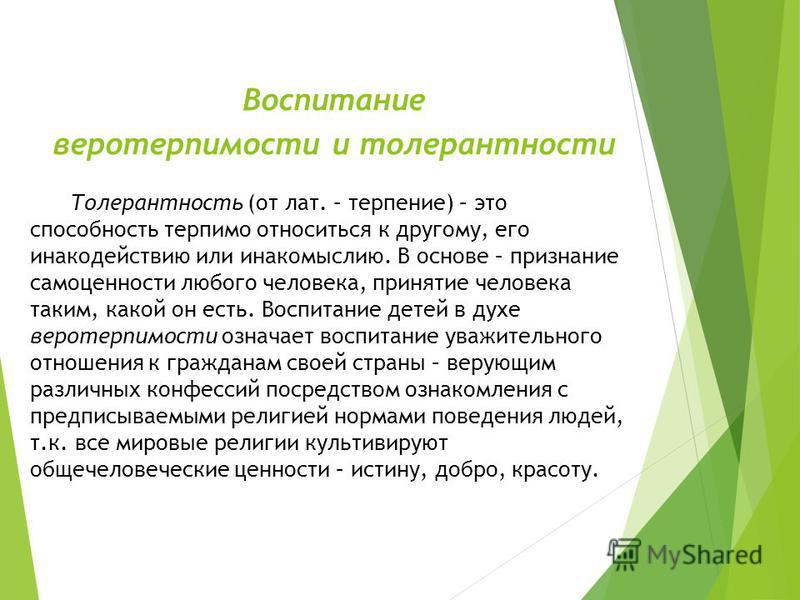 Воспитание
веротерпимости и толерантности
Толерантность (от лат. – терпение) – это
способность терпимо относиться к другому, его
инакодействию или инакомыслию. В основе – признание
самоценности любого человека, принятие человека
таким, какой он есть. Воспитание детей в духе
веротерпимости означает воспитание уважительного
отношения к гражданам своей страны – верующим
различных конфессий посредством ознакомления с
предписываемыми религией нормами поведения людей,
т.к. все мировые религии культивируют
общечеловеческие ценности – истину, добро, красоту.
MyShared